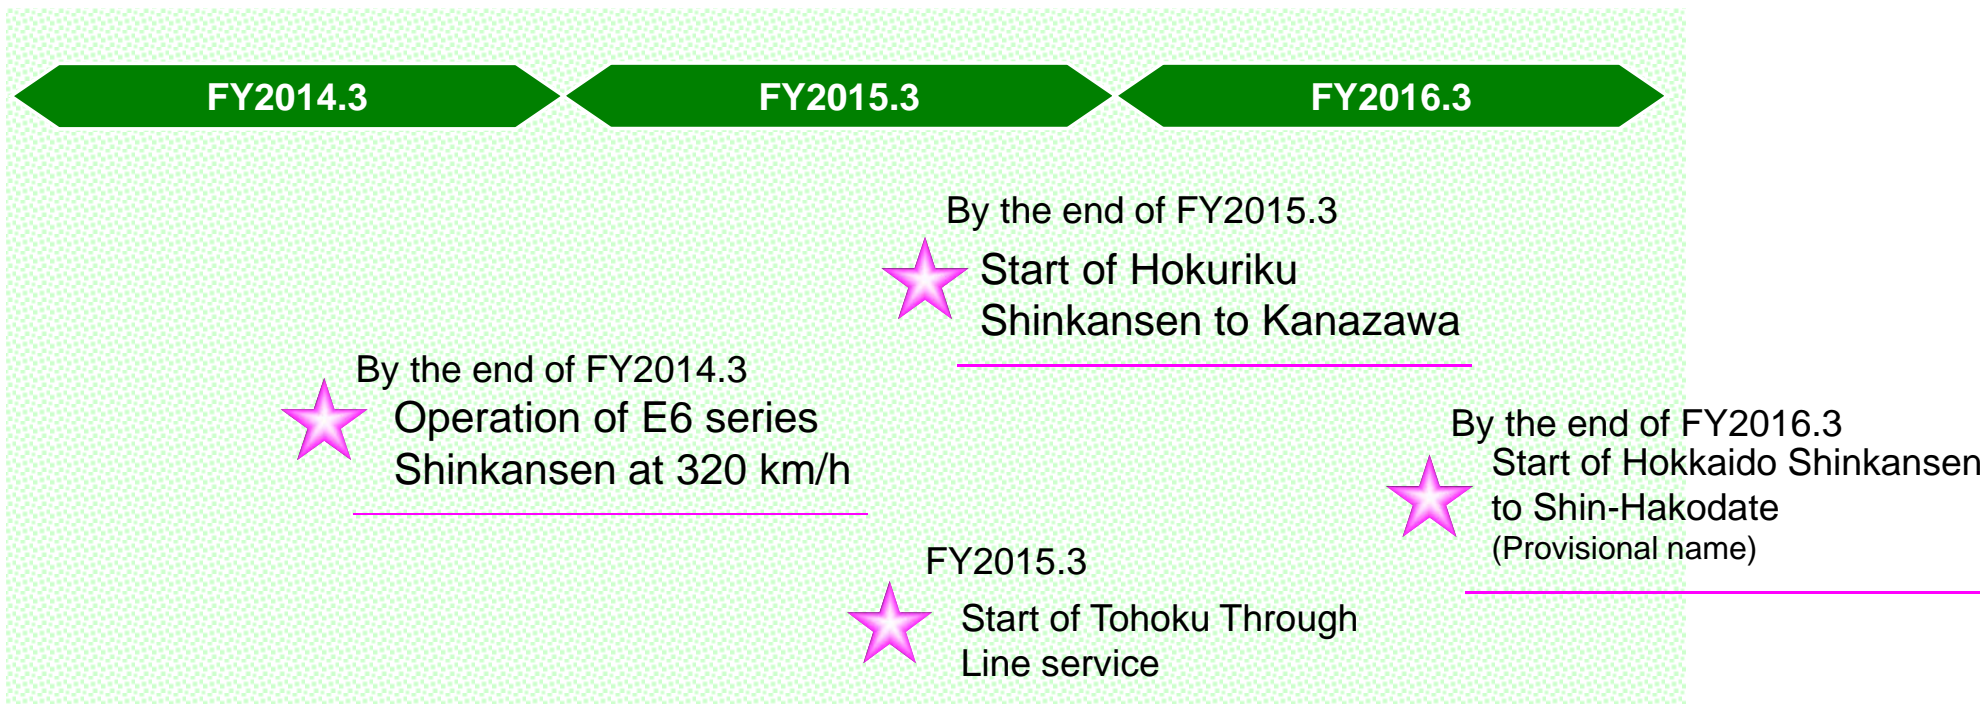 FY2014.3
FY2015.3
FY2016.3
By the end of FY2015.3
Start of Hokuriku
Shinkansen to Kanazawa
By the end of FY2014.3
Operation of E6 series
Shinkansen at 320 km/h
By the end of FY2016.3
Start of Hokkaido Shinkansen
to Shin-Hakodate
(Provisional name)
FY2015.3
Start of Tohoku Through
Line service